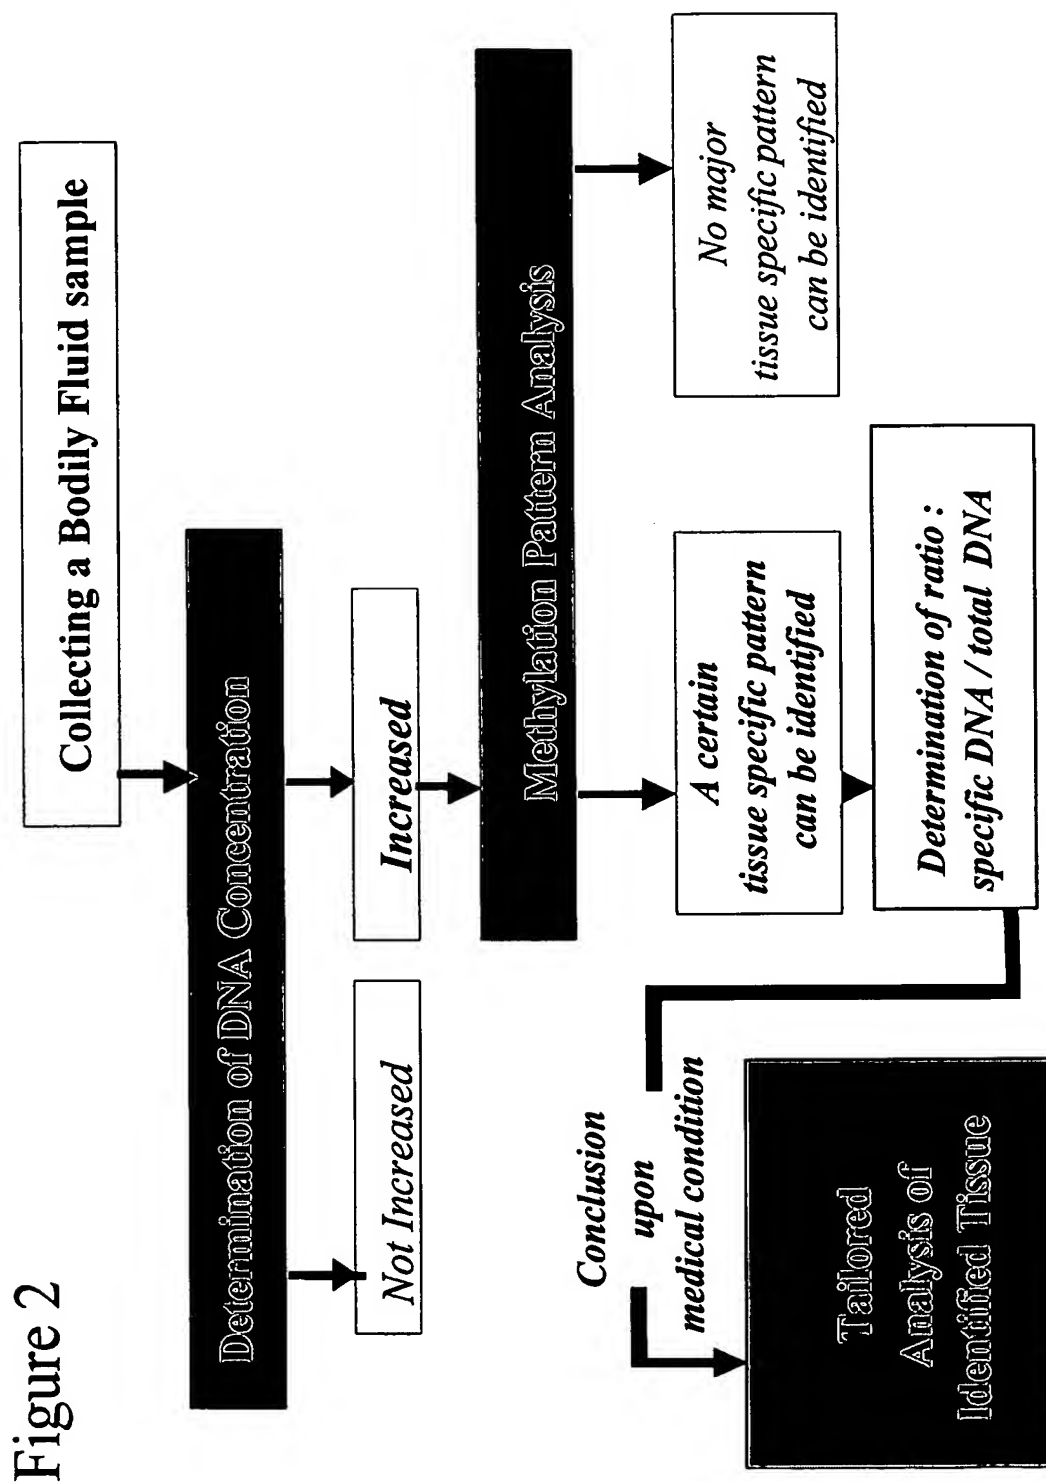 Figure 2
Collecting a Bodily Fluid sample
Determination of DNA Concentration
Not Increased
Increased
Methylation Pattern Analysis
A certain
tissue specific pattern
can be identified
No major
tissue specific pattern
can be identified
Determination of ratio :
specific DNA / total DNA
Conclusion
upon
medical condition
Tailored
Analysis of
Identified Tissue